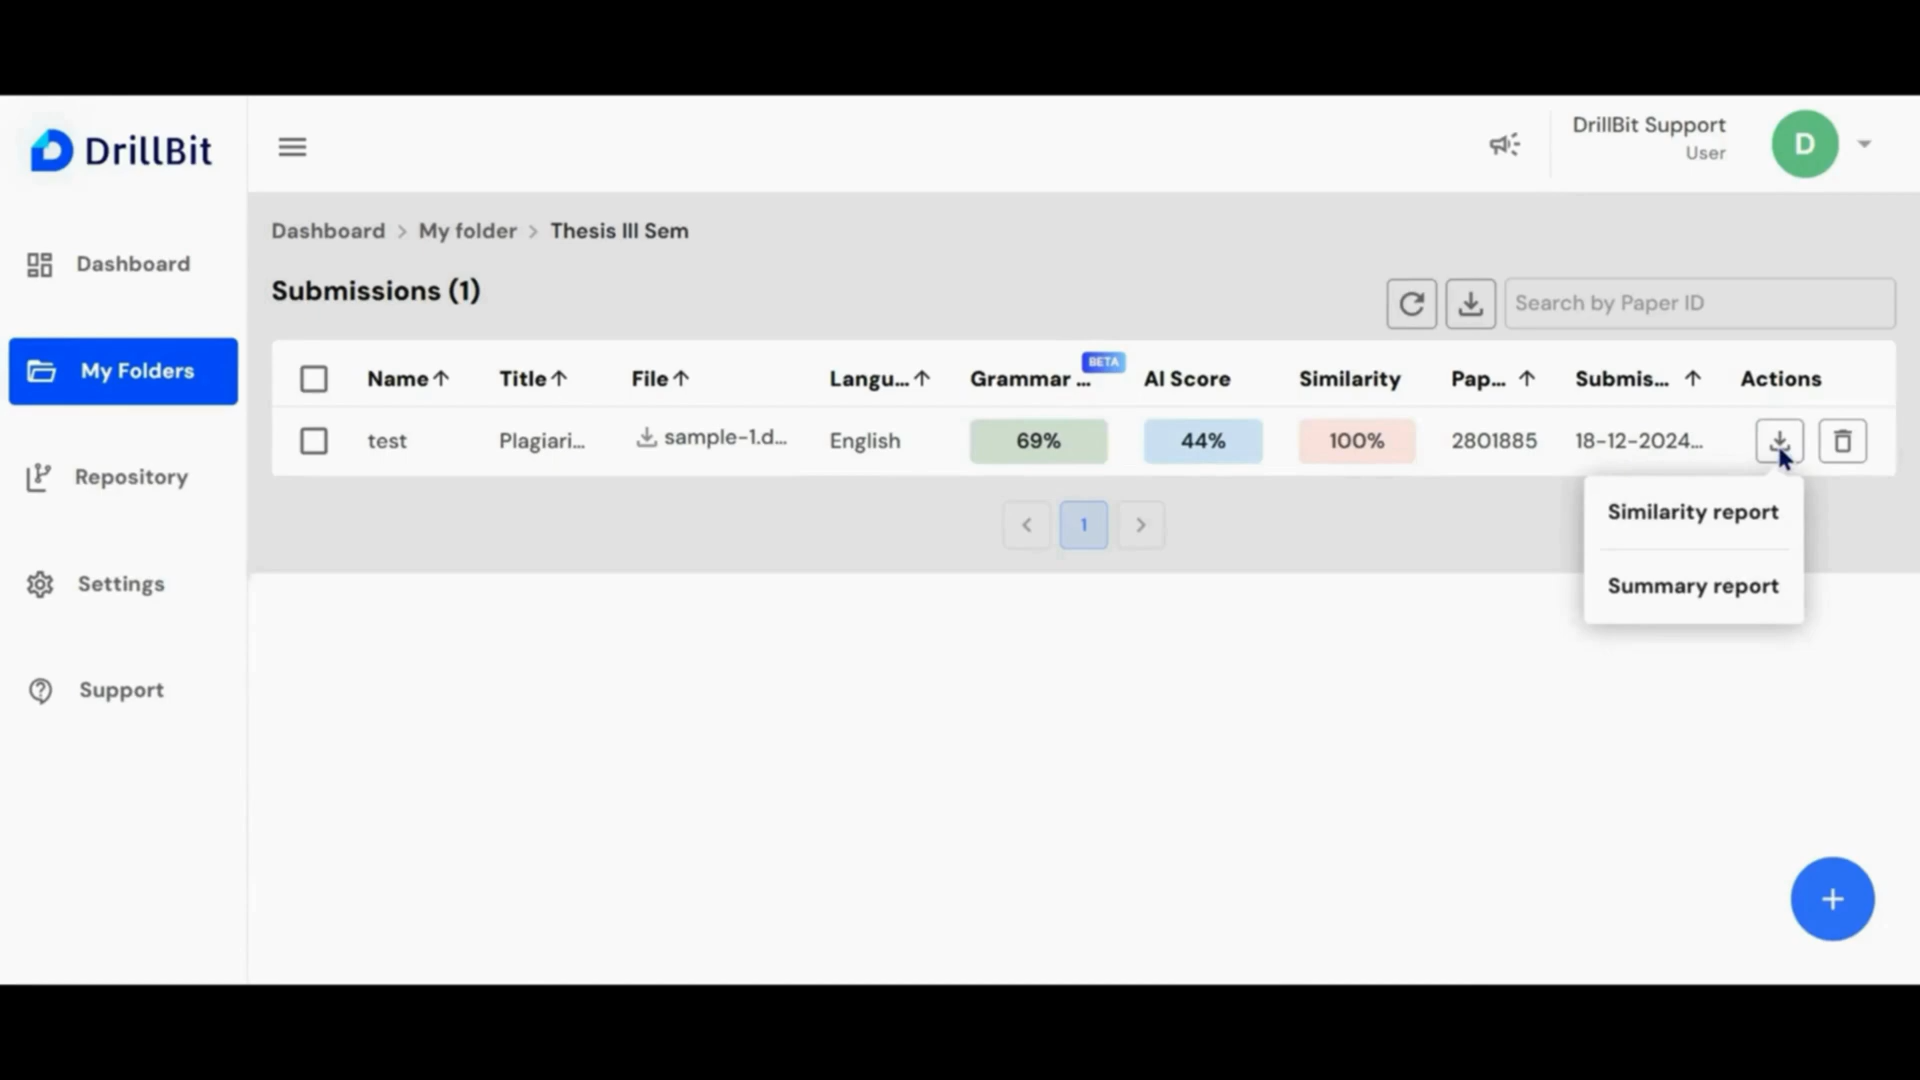 DrillBit
DrillBit Support
User
D
Dashboard
My Folders
Repository
Settings
Support
Dashboard > My folder > Thesis III Sem
Submissions (1)
Search by Paper ID
Name Title File Langu... Grammar ... BETA AI Score Similarity Pap... Submis... Actions
test Plagiari... sample-1.d... English 69% 44% 100% 2801885 18-12-2024...
1
Similarity report
Summary report